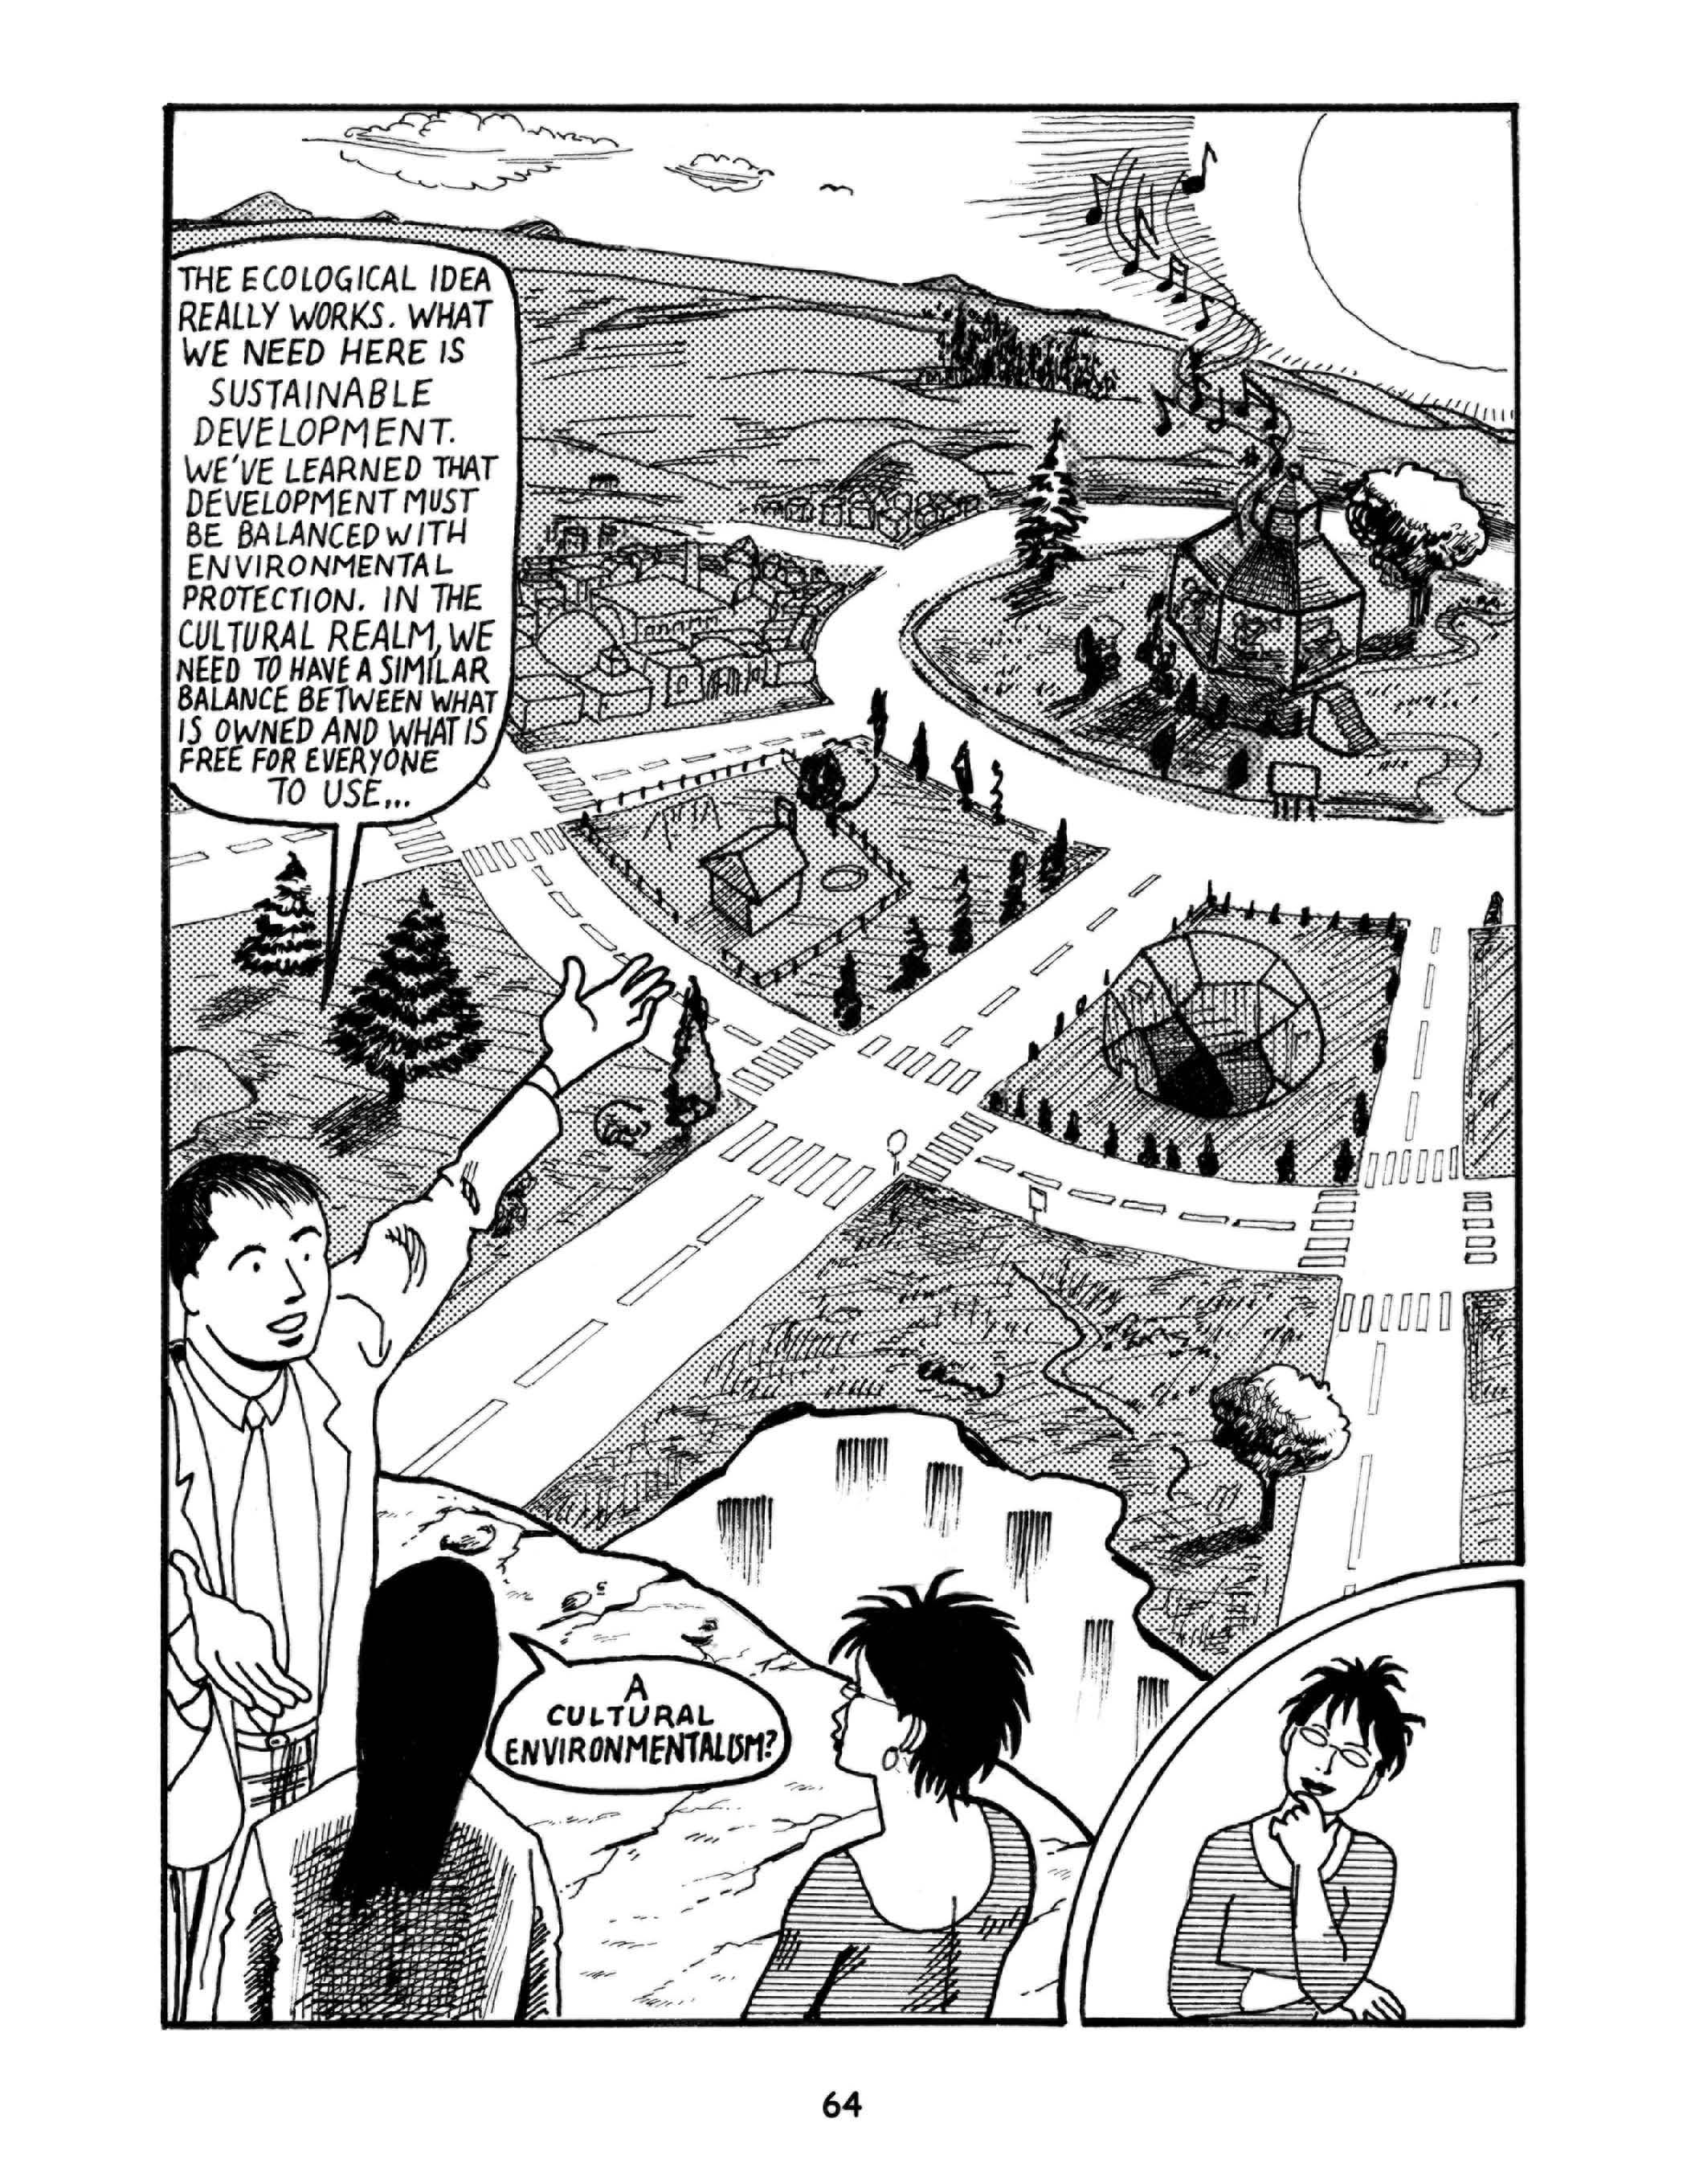 THE ECOLOGICAL IDEA
REALLY WORKS. WHAT
WE NEED HERE IS
SUSTAINABLE
DEVELOPMENT.
WE'VE LEARNED THAT
DEVELOPMENT MUST
BE BALANCED WITH
ENVIRONMENTAL
PROTECTION. IN THE
CULTURAL REALM, WE
NEED TO HAVE A SIMILAR
BALANCE BETWEEN WHAT
IS OWNED AND WHAT IS
FREE FOR EVERYONE
TO USE...
A
CULTURAL
ENVIRONMENTALISM?
64